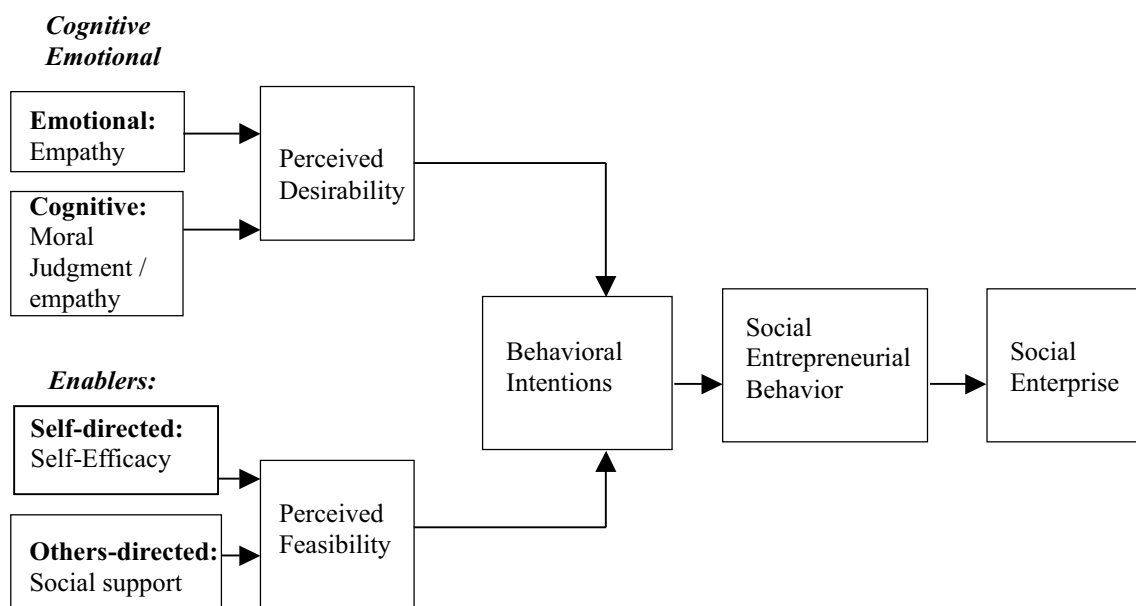 Cognitive
Emotional
Emotional:
Empathy
Cognitive:
Moral
Judgment /
empathy
Perceived
Desirability
Enablers:
Self-directed:
Self-Efficacy
Others-directed:
Social support
Perceived
Feasibility
Behavioral
Intentions
Social
Entrepreneurial
Behavior
Social
Enterprise